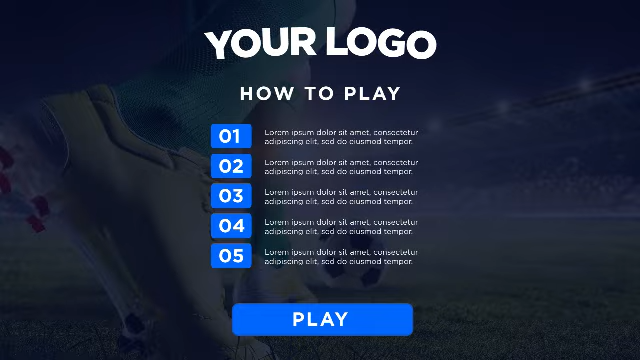 YOUR LOGO
HOW TO PLAY
01
Lorem ipsum dolor sit amet, consectetur
adipiscing elit, sed do eiusmod tempor.
02
Lorem ipsum dolor sit amet, consectetur
adipiscing elit, sed do eiusmod tempor.
03
Lorem ipsum dolor sit amet, consectetur
adipiscing elit, sed do eiusmod tempor.
04
Lorem ipsum dolor sit amet, consectetur
adipiscing elit, sed do eiusmod tempor.
05
Lorem ipsum dolor sit amet, consectetur
adipiscing elit, sed do eiusmod tempor.
PLAY